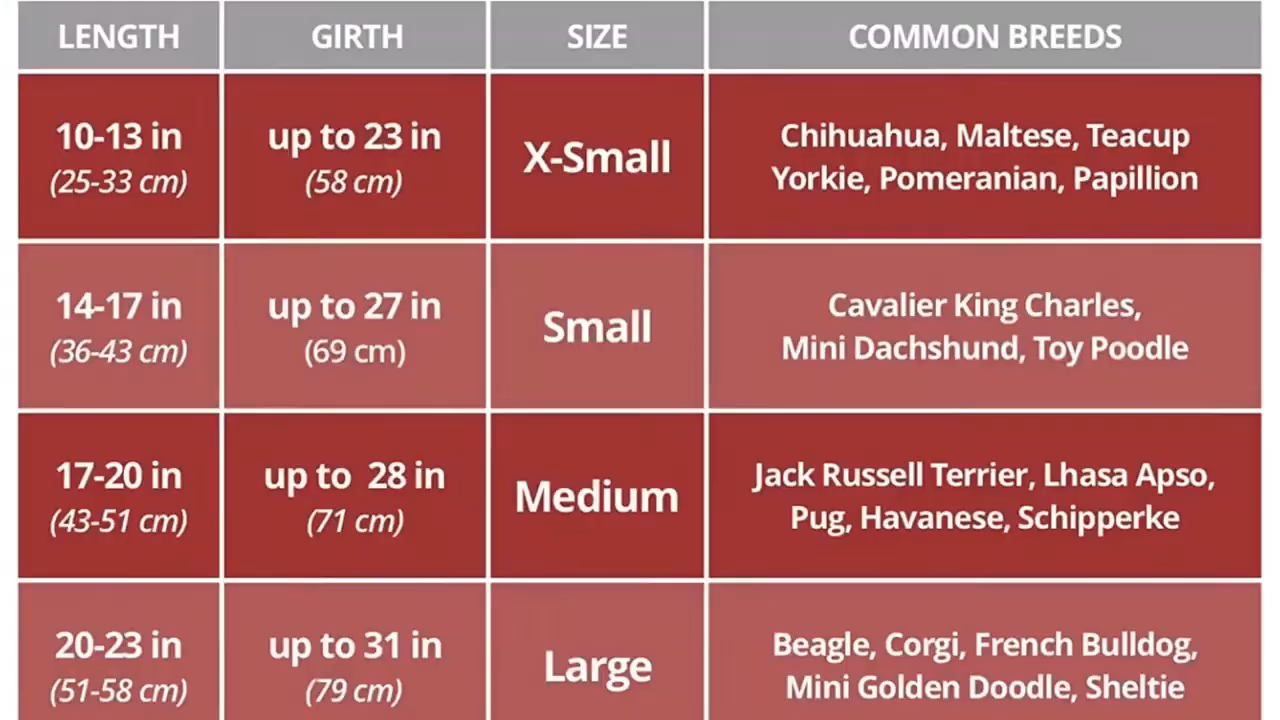 LENGTH GIRTH SIZE COMMON BREEDS
10-13 in up to 23 in X-Small Chihuahua, Maltese, Teacup
(25-33 cm) (58 cm) Yorkie, Pomeranian, Papillion
14-17 in up to 27 in Small Cavalier King Charles,
(36-43 cm) (69 cm) Mini Dachshund, Toy Poodle
17-20 in up to 28 in Medium Jack Russell Terrier, Lhasa Apso,
(43-51 cm) (71 cm) Pug, Havanese, Schipperke
20-23 in up to 31 in Large Beagle, Corgi, French Bulldog,
(51-58 cm) (79 cm) Mini Golden Doodle, Sheltie